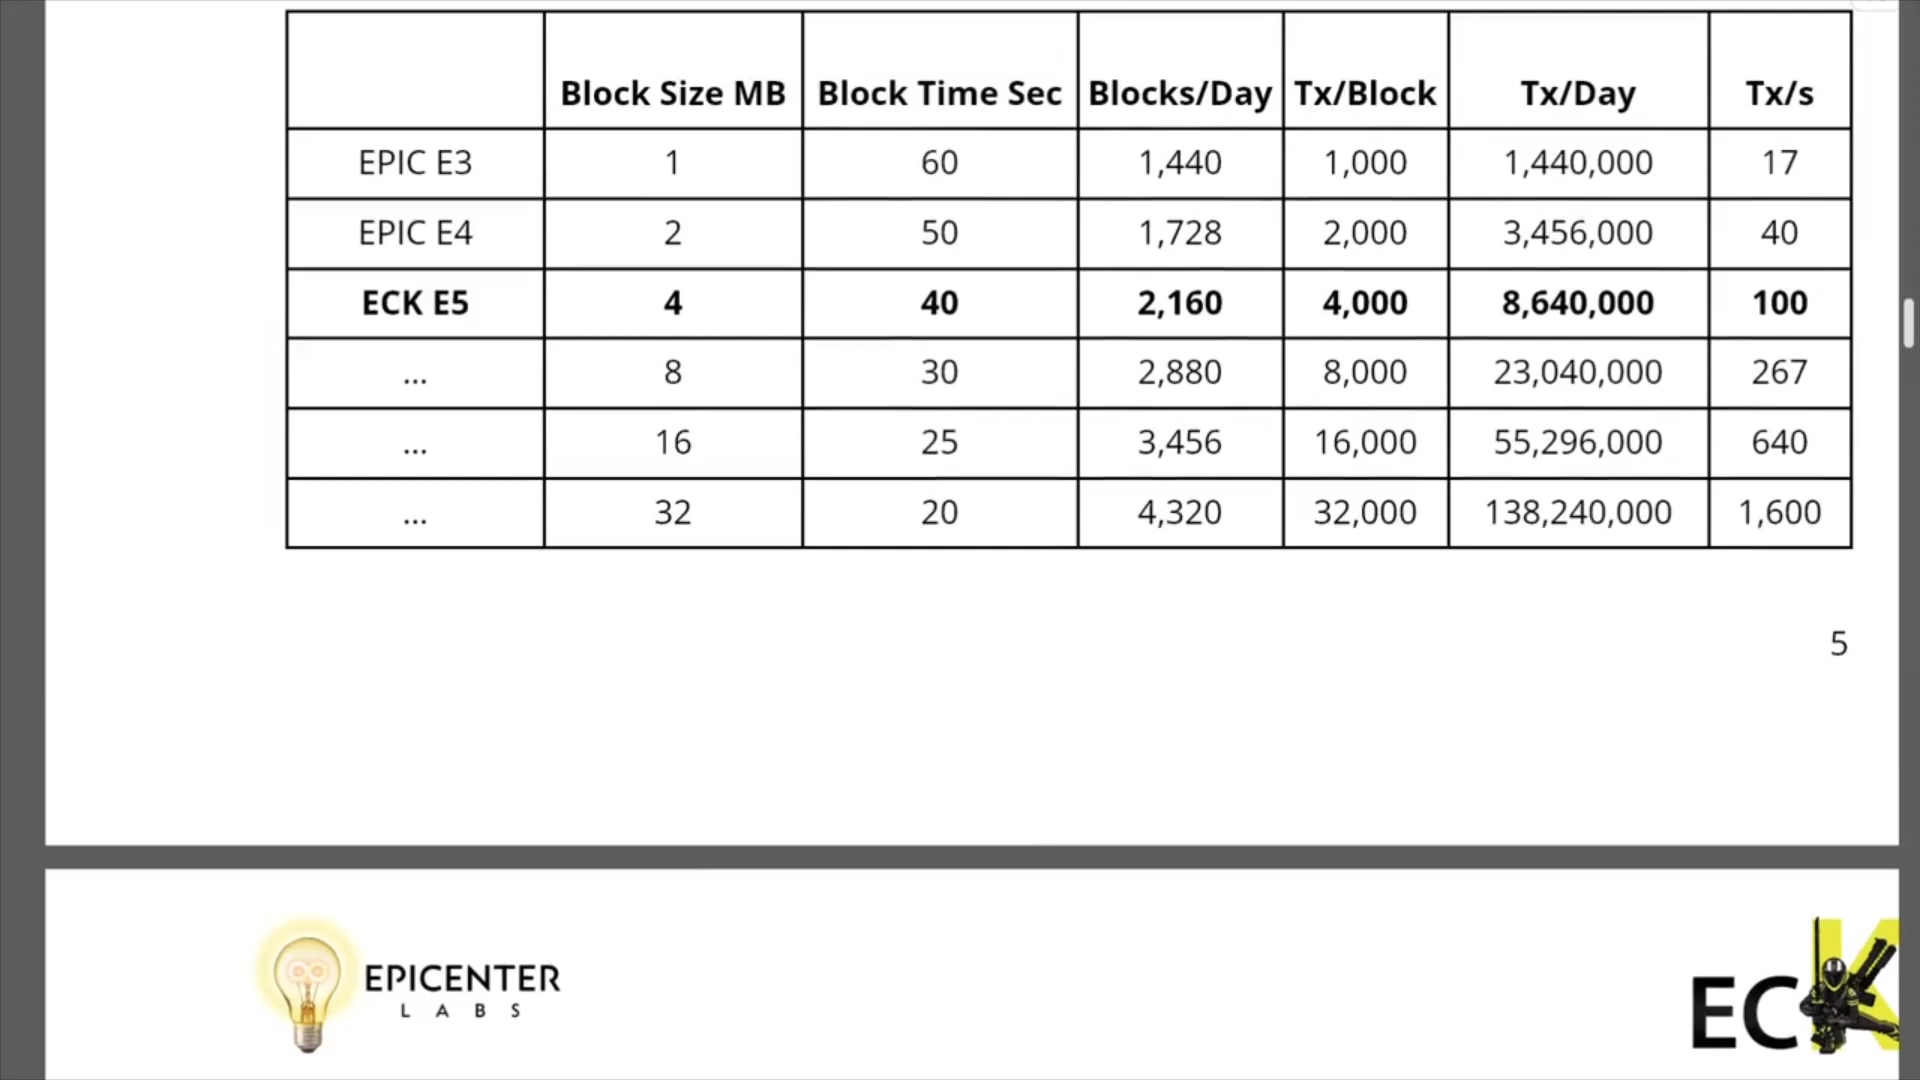 Block Size MB Block Time Sec Blocks/Day Tx/Block Tx/Day Tx/s
EPIC E3 1 60 1,440 1,000 1,440,000 17
EPIC E4 2 50 1,728 2,000 3,456,000 40
ECK E5 4 40 2,160 4,000 8,640,000 100
... 8 30 2,880 8,000 23,040,000 267
... 16 25 3,456 16,000 55,296,000 640
... 32 20 4,320 32,000 138,240,000 1,600
5
EPICENTER
LABS
ECK